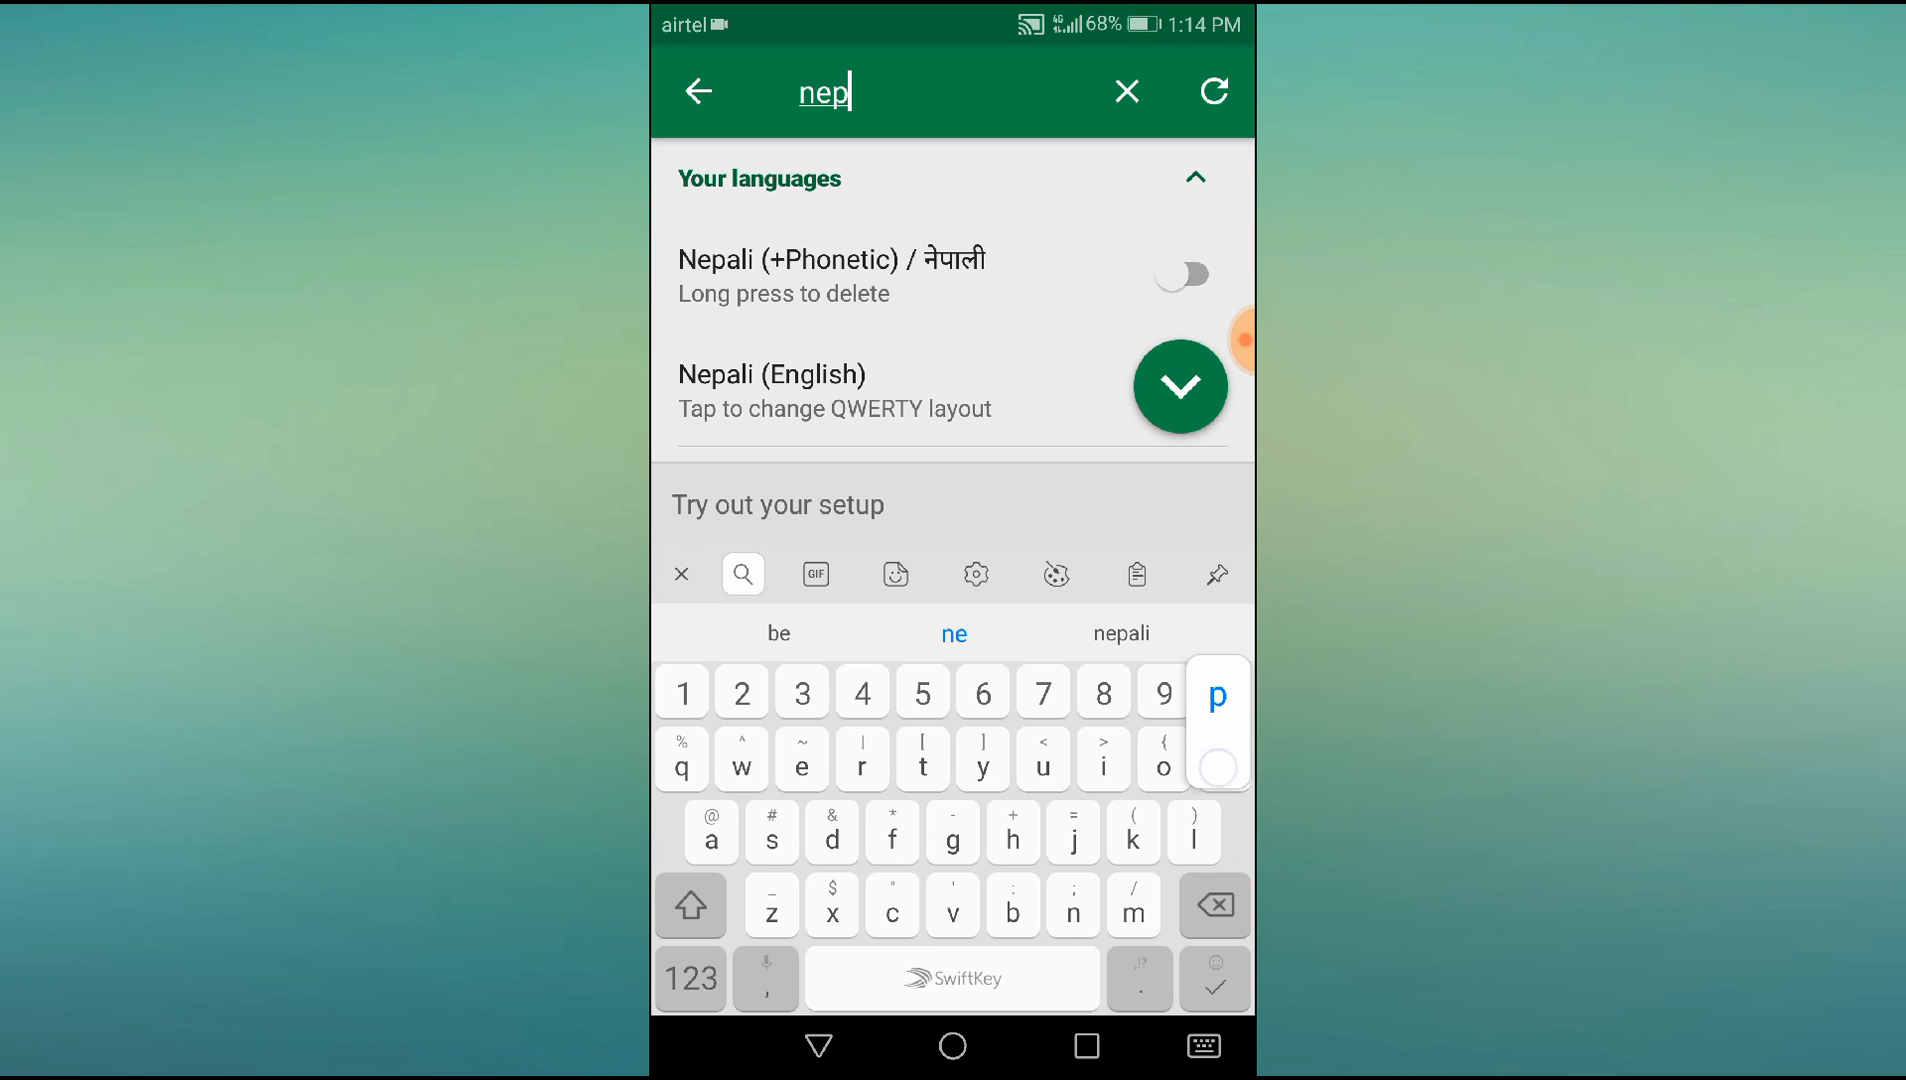 airtel 4G 68% 1:14 PM
nep
Your languages
Nepali (+Phonetic) / नेपाली
Long press to delete
Nepali (English)
Tap to change QWERTY layout
Try out your setup
GIF
be ne nepali
1 2 3 4 5 6 7 8 9 p
% ^ ~ | [ ] < > {
q w e r t y u i o
@ # & * - + = ( )
a s d f g h j k l
_ $ " ' : ; /
z x c v b n m
,!?
123 , SwiftKey .